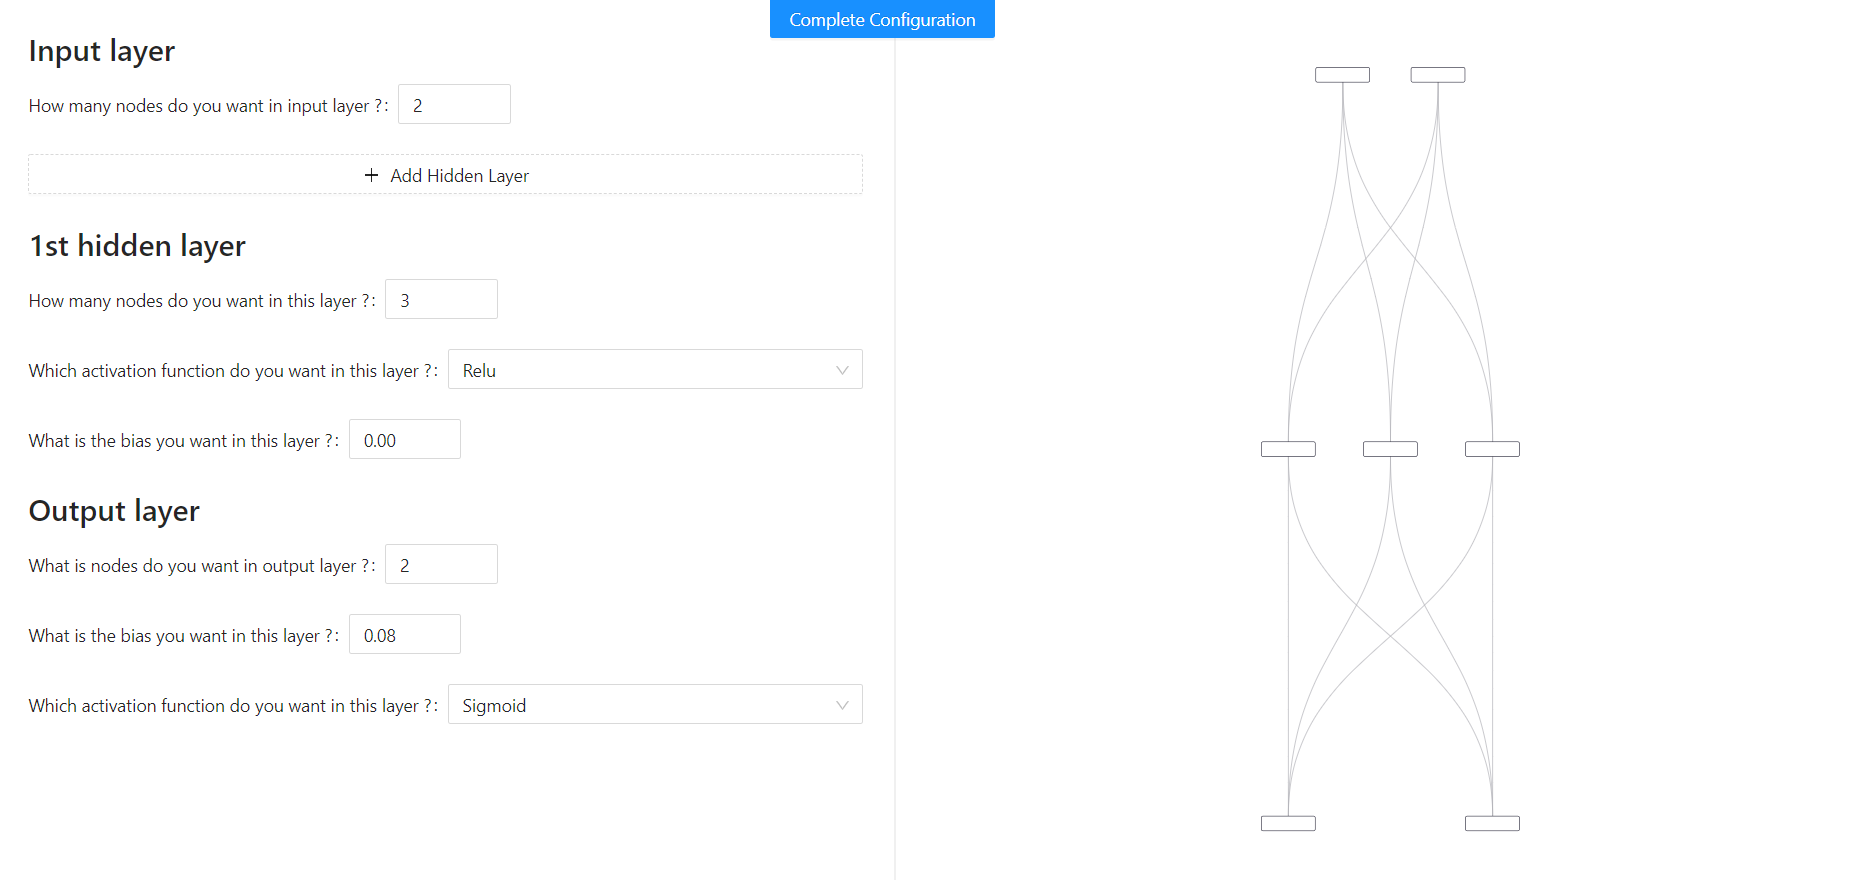 Complete Configuration
Input layer
How many nodes do you want in input layer ?: 2
+ Add Hidden Layer
1st hidden layer
How many nodes do you want in this layer ?: 3
Which activation function do you want in this layer ?: Relu
What is the bias you want in this layer ?: 0.00
Output layer
What is nodes do you want in output layer ?: 2
What is the bias you want in this layer ?: 0.08
Which activation function do you want in this layer ?: Sigmoid